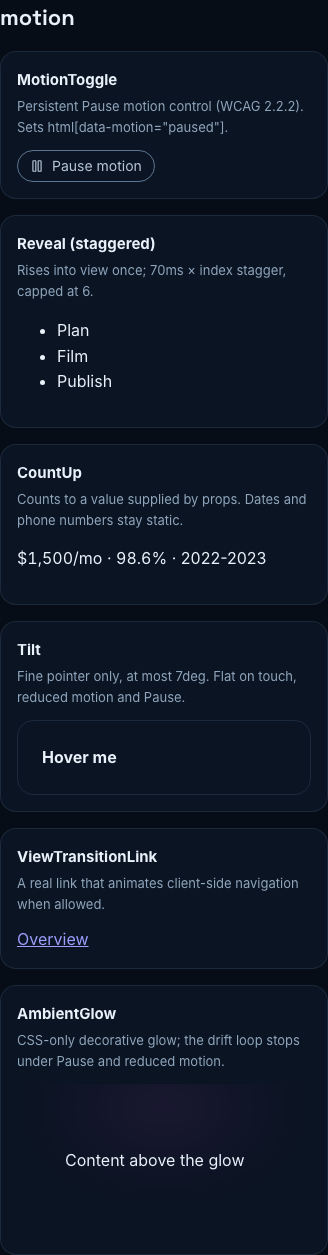 motion
MotionToggle
Persistent Pause motion control (WCAG 2.2.2).
Sets html[data-motion="paused"].
Pause motion
Reveal (staggered)
Rises into view once; 70ms × index stagger,
capped at 6.
• Plan
• Film
• Publish
CountUp
Counts to a value supplied by props. Dates and
phone numbers stay static.
$1,500/mo · 98.6% · 2022-2023
Tilt
Fine pointer only, at most 7deg. Flat on touch,
reduced motion and Pause.
Hover me
ViewTransitionLink
A real link that animates client-side navigation
when allowed.
Overview
AmbientGlow
CSS-only decorative glow; the drift loop stops
under Pause and reduced motion.
Content above the glow